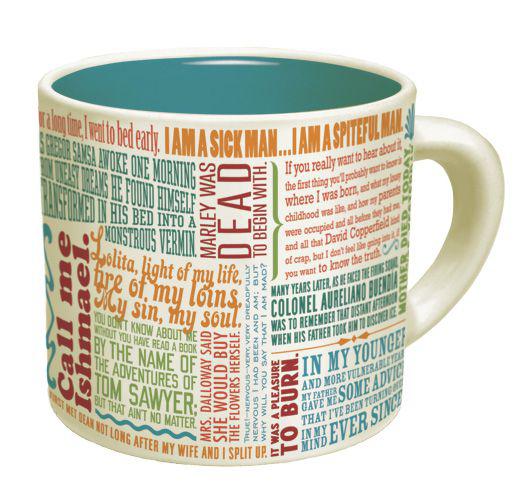 or a long time, I went to bed early.
I AM A SICK MAN...I AM A SPITEFUL MAN.
GREGOR SAMSA AWOKE ONE MORNING
FROM UNEASY DREAMS HE FOUND HIMSELF
TRANSFORMED IN HIS BED INTO A
MONSTROUS VERMIN.
MARLEY WAS
DEAD
TO BEGIN WITH.
If you really want to hear about it,
the first thing you'll probably want to know is
where I was born, and what my lousy
childhood was like, and how my parents
were occupied and all before they had me,
and all that David Copperfield kind
of crap, but I don't feel like going into it, if
you want to know the truth.
MOTHER DIED TODAY.
Call me
Ishmael.
Lolita, light of my life,
fire of my loins.
My sin, my soul.
YOU DON'T KNOW ABOUT ME
WITHOUT YOU HAVE READ A BOOK
BY THE NAME OF
THE ADVENTURES OF
TOM SAWYER;
BUT THAT AIN'T NO MATTER.
MRS. DALLOWAY SAID
SHE WOULD BUY
THE FLOWERS HERSELF.
TRUE!-NERVOUS-VERY, VERY DREADFULLY
NERVOUS I HAD BEEN AND AM; BUT
WHY WILL YOU SAY THAT I AM MAD?
MANY YEARS LATER, AS HE FACED THE FIRING SQUAD,
COLONEL AURELIANO BUENDIA
WAS TO REMEMBER THAT DISTANT AFTERNOON
WHEN HIS FATHER TOOK HIM TO DISCOVER ICE.
IT WAS A PLEASURE
TO BURN.
IN MY YOUNGER
AND MORE VULNERABLE YEARS
MY FATHER GAVE ME SOME ADVICE
THAT I'VE BEEN TURNING OVER
IN MY MIND EVER SINCE
FIRST MET DEAN NOT LONG AFTER MY WIFE AND I SPLIT UP.